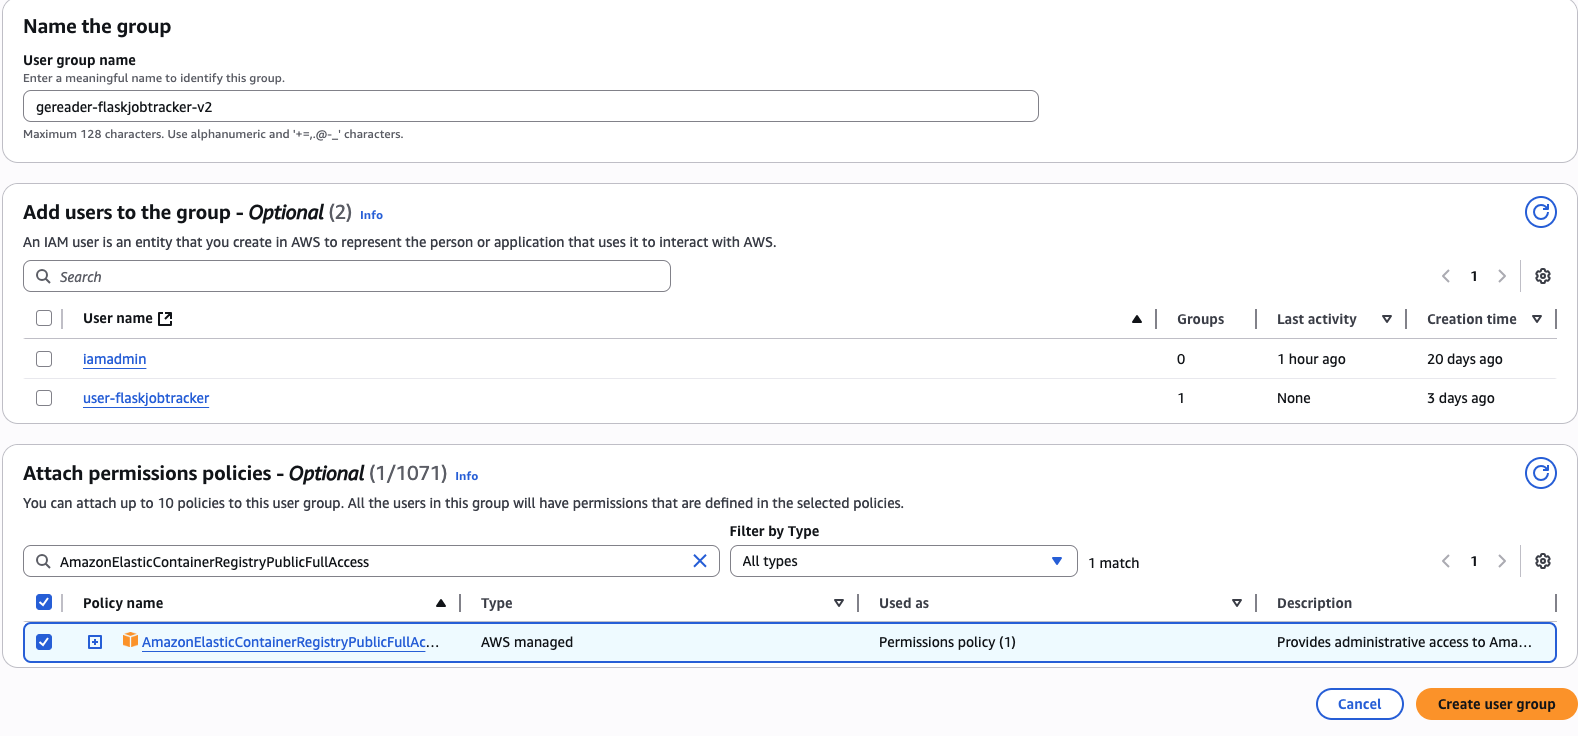 Name the group
User group name
Enter a meaningful name to identify this group.
gereader-flaskjobtracker-v2
Maximum 128 characters. Use alphanumeric and '+=,.@-_' characters.
Add users to the group - Optional (2) Info
An IAM user is an entity that you create in AWS to represent the person or application that uses it to interact with AWS.
Search
1
User name Groups Last activity Creation time
iamadmin 0 1 hour ago 20 days ago
user-flaskjobtracker 1 None 3 days ago
Attach permissions policies - Optional (1/1071) Info
You can attach up to 10 policies to this user group. All the users in this group will have permissions that are defined in the selected policies.
Filter by Type
AmazonElasticContainerRegistryPublicFullAccess All types 1 match 1
Policy name Type Used as Description
AmazonElasticContainerRegistryPublicFullAc... AWS managed Permissions policy (1) Provides administrative access to Ama...
Cancel Create user group